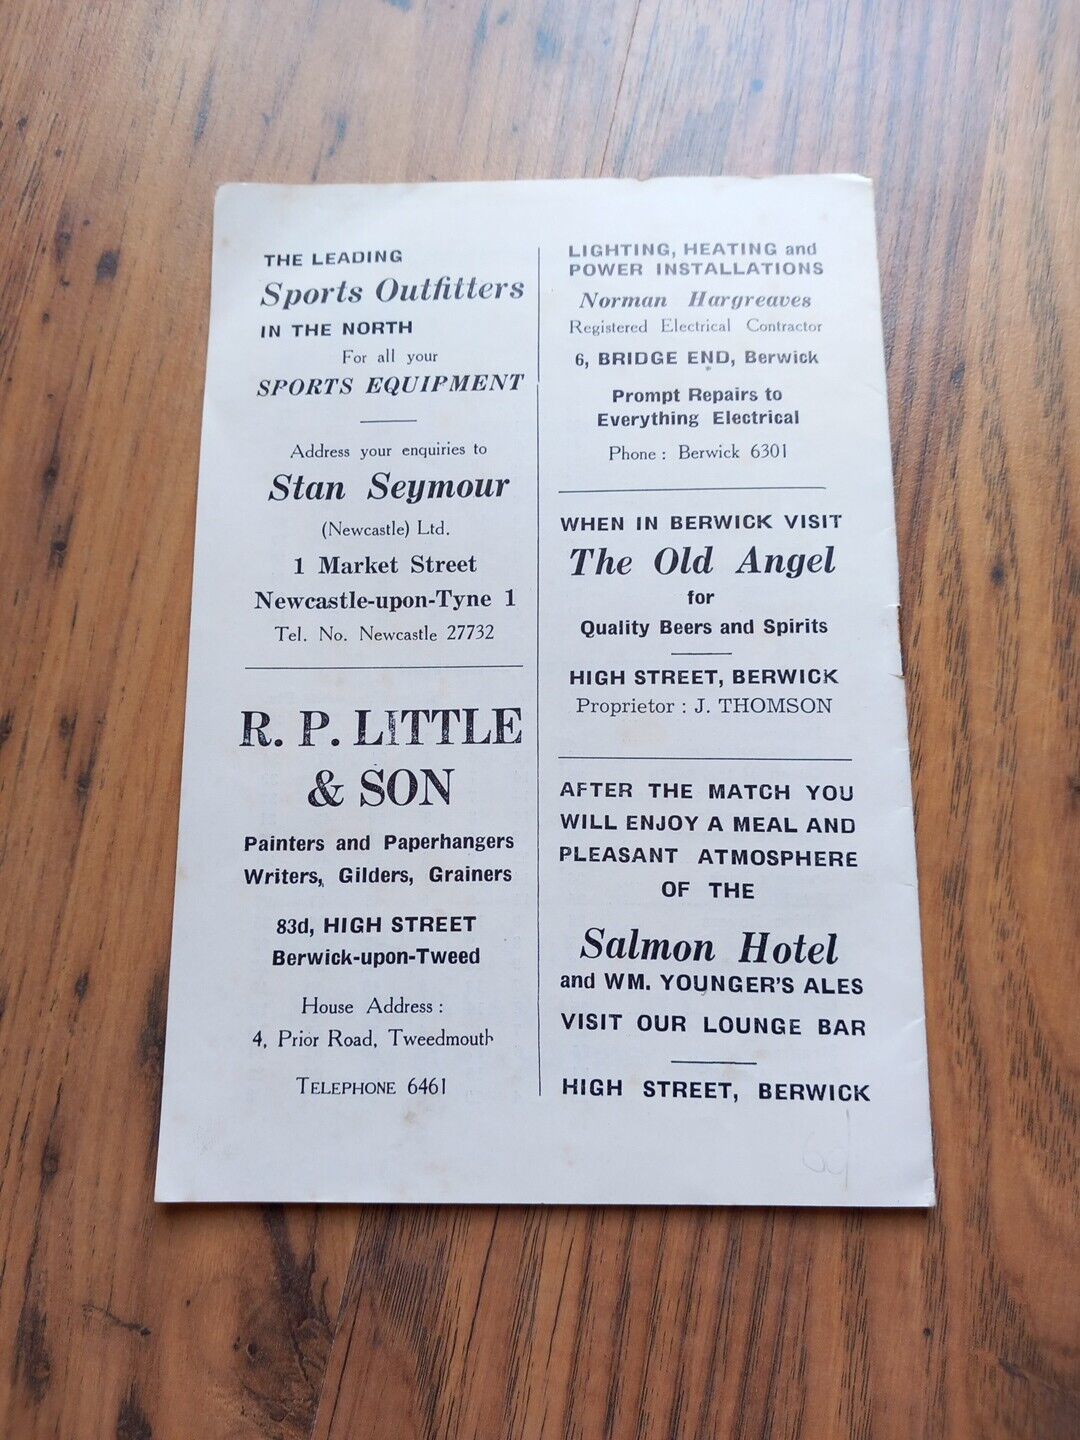 THE LEADING
Sports Outfitters
IN THE NORTH
For all your
SPORTS EQUIPMENT
Address your enquiries to
Stan Seymour
(Newcastle) Ltd.
1 Market Street
Newcastle-upon-Tyne 1
Tel. No. Newcastle 27732
R. P. LITTLE
& SON
Painters and Paperhangers
Writers, Gilders, Grainers
83d, HIGH STREET
Berwick-upon-Tweed
House Address :
4, Prior Road, Tweedmouth
TELEPHONE 6461
LIGHTING, HEATING and
POWER INSTALLATIONS
Norman Hargreaves
Registered Electrical Contractor
6, BRIDGE END, Berwick
Prompt Repairs to
Everything Electrical
Phone : Berwick 6301
WHEN IN BERWICK VISIT
The Old Angel
for
Quality Beers and Spirits
HIGH STREET, BERWICK
Proprietor : J. THOMSON
AFTER THE MATCH YOU
WILL ENJOY A MEAL AND
PLEASANT ATMOSPHERE
OF THE
Salmon Hotel
and WM. YOUNGER'S ALES
VISIT OUR LOUNGE BAR
HIGH STREET, BERWICK